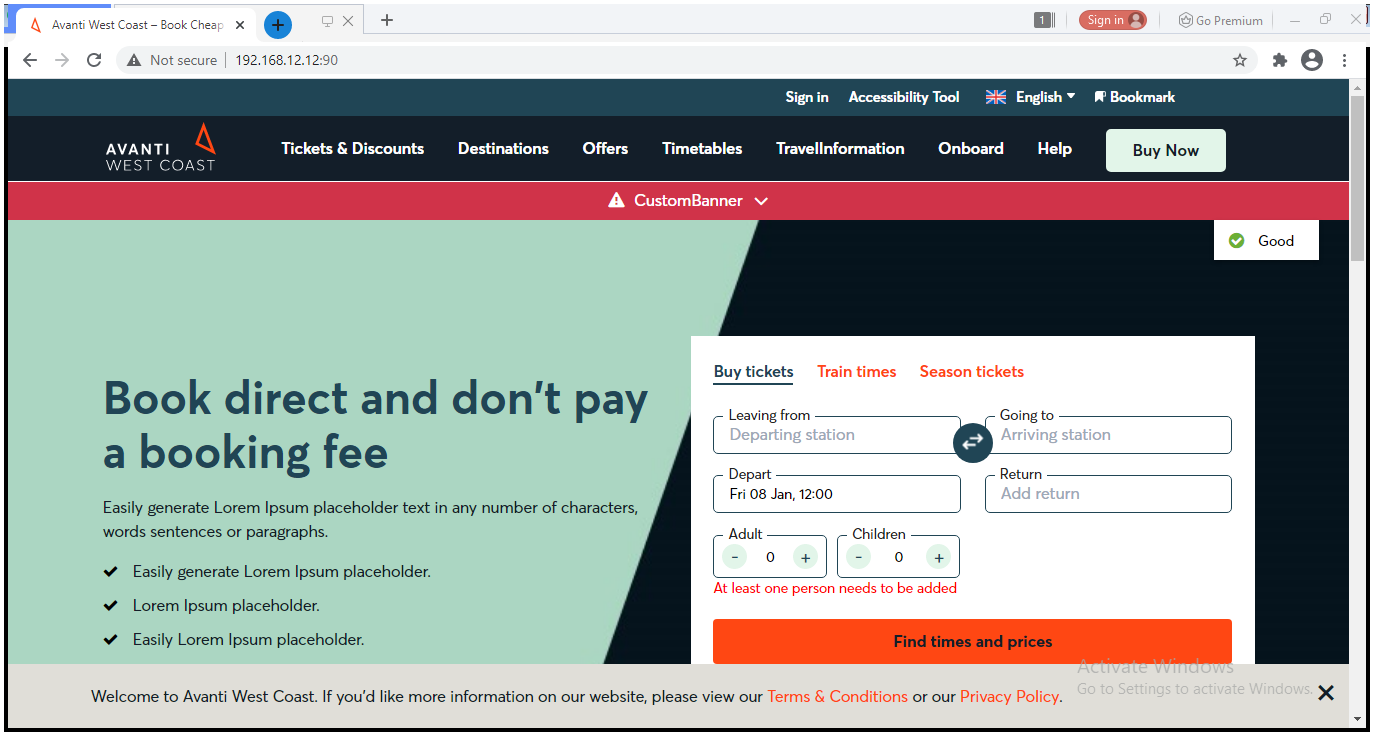 Avanti West Coast – Book Cheap
1
Sign in
Go Premium
Not secure
192.168.12.12:90
Sign in
Accessibility Tool
English
Bookmark
AVANTI
WEST COAST
Tickets & Discounts
Destinations
Offers
Timetables
TravelInformation
Onboard
Help
Buy Now
CustomBanner
Good
Book direct and don't pay
a booking fee
Easily generate Lorem Ipsum placeholder text in any number of characters,
words sentences or paragraphs.
Easily generate Lorem Ipsum placeholder.
Lorem Ipsum placeholder.
Easily Lorem Ipsum placeholder.
Buy tickets
Train times
Season tickets
Leaving from
Departing station
Going to
Arriving station
Depart
Fri 08 Jan, 12:00
Return
Add return
Adult
- 0 +
Children
- 0 +
At least one person needs to be added
Find times and prices
Activate Windows
Go to Settings to activate Windows.
Welcome to Avanti West Coast. If you'd like more information on our website, please view our Terms & Conditions or our Privacy Policy.